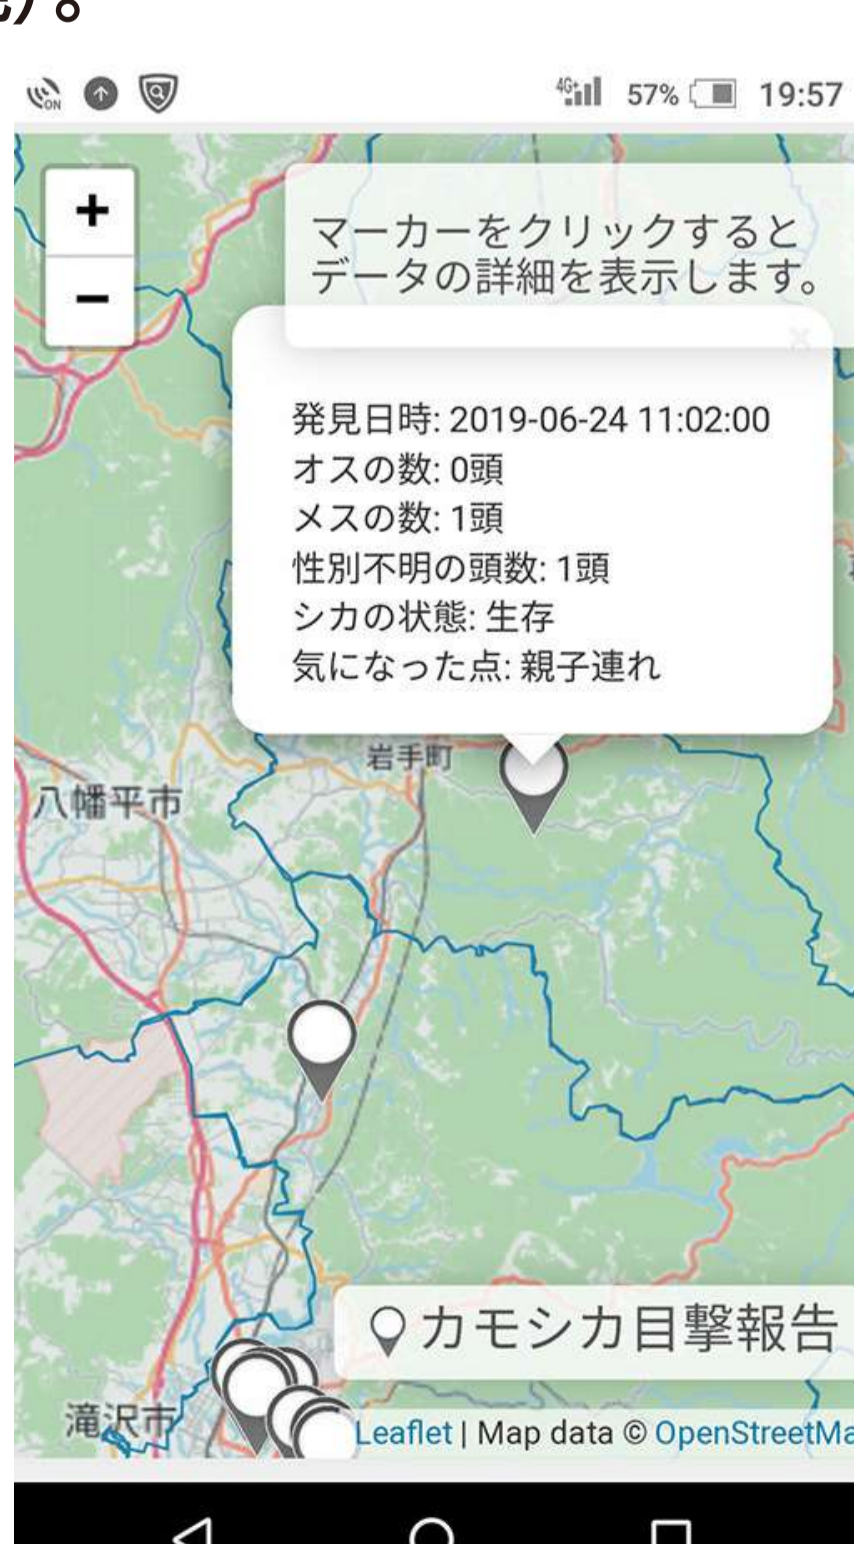 )。
ON
4G+ 57% 19:57
+
マーカーをクリックすると
データの詳細を表示します。
−
×
発見日時: 2019-06-24 11:02:00
オスの数: 0頭
メスの数: 1頭
性別不明の頭数: 1頭
シカの状態: 生存
気になった点: 親子連れ
岩手町
八幡平市
カモシカ目撃報告
滝沢市
Leaflet | Map data © OpenStreetMa